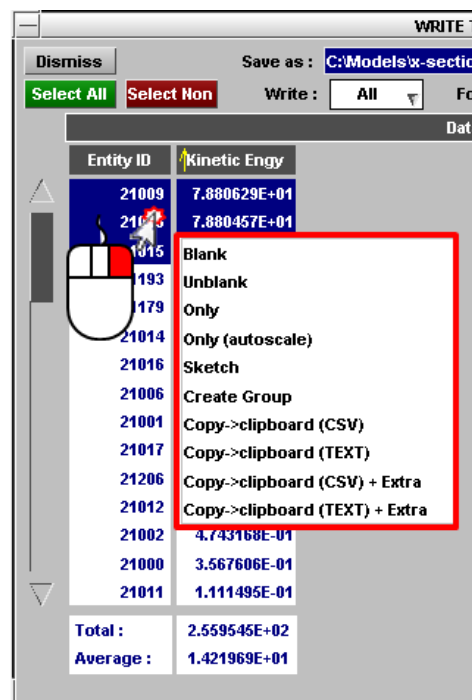 WRITE
Dismiss Save as : C:\Models\x-sectio
Select All Select Non Write : All Fo
Dat
Entity ID Kinetic Engy
21009 7.880629E+01
7.880457E+01
Blank
1193 Unblank
1179 Only
21014 Only (autoscale)
21016 Sketch
21006 Create Group
21001 Copy->clipboard (CSV)
21017 Copy->clipboard (TEXT)
21206 Copy->clipboard (CSV) + Extra
21012 Copy->clipboard (TEXT) + Extra
21002 4.743168E-01
21000 3.567606E-01
21011 1.111495E-01
Total : 2.559545E+02
Average : 1.421969E+01